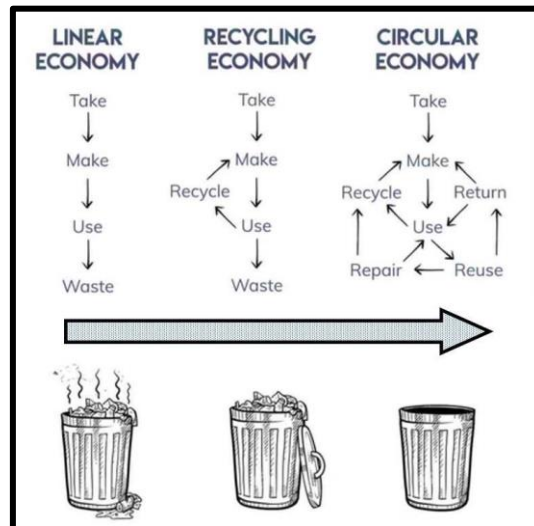 LINEAR
ECONOMY
Take
Make
Use
Waste
RECYCLING
ECONOMY
Take
Make
Recycle
Use
Waste
CIRCULAR
ECONOMY
Take
Make
Recycle
Return
Use
Repair
Reuse